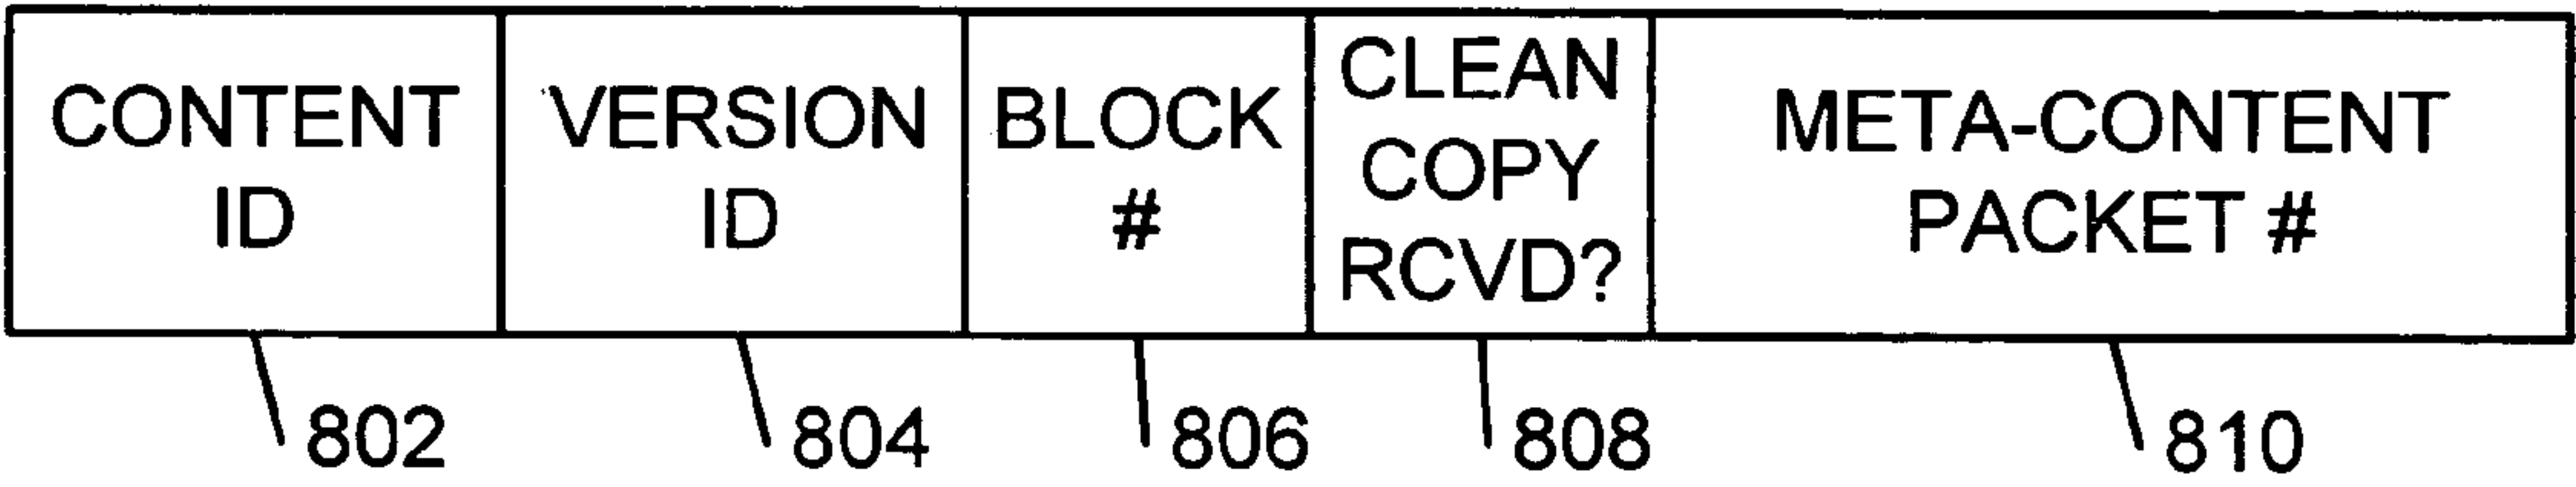 CONTENT
ID
VERSION
ID
BLOCK
#
CLEAN
COPY
RCVD?
META-CONTENT
PACKET #
802
804
806
808
810